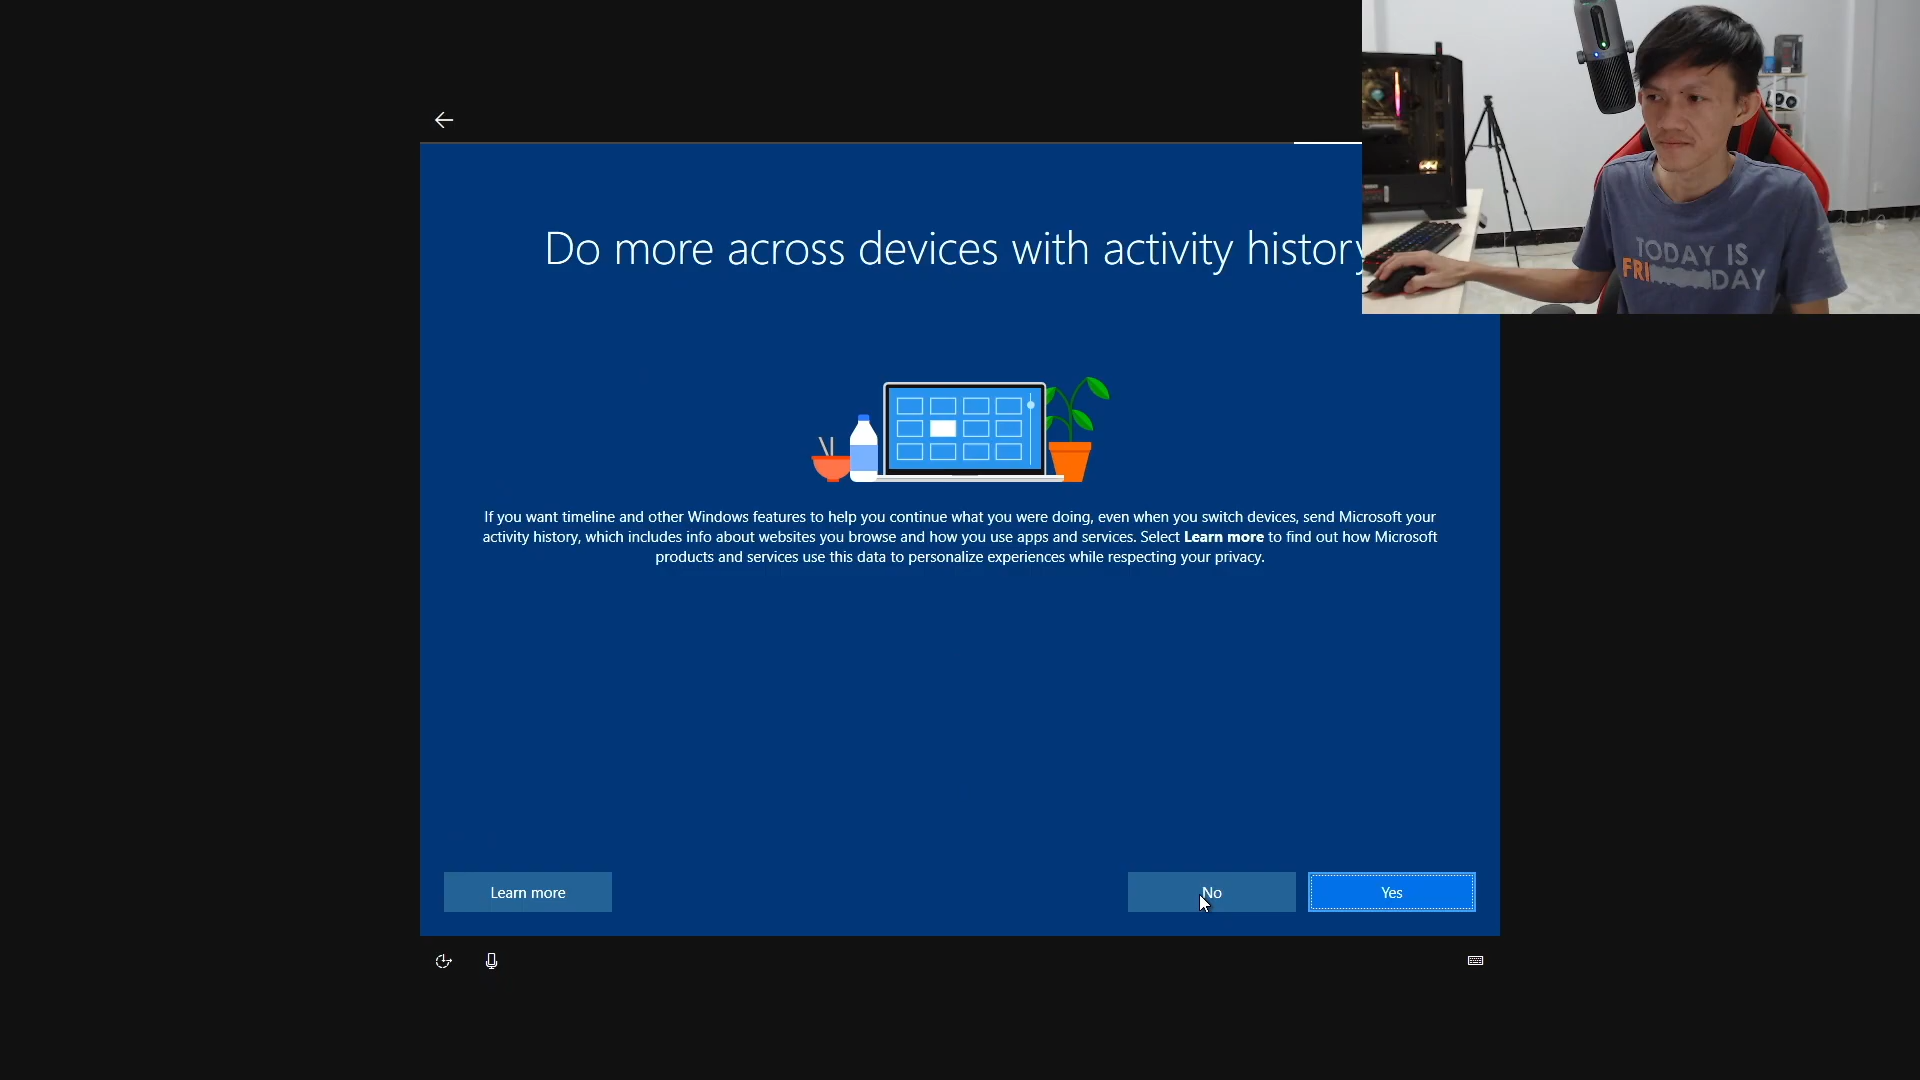 Do more across devices with activity history
TODAY IS
FRI DAY
If you want timeline and other Windows features to help you continue what you were doing, even when you switch devices, send Microsoft your
activity history, which includes info about websites you browse and how you use apps and services. Select Learn more to find out how Microsoft
products and services use this data to personalize experiences while respecting your privacy.
Learn more
No
Yes